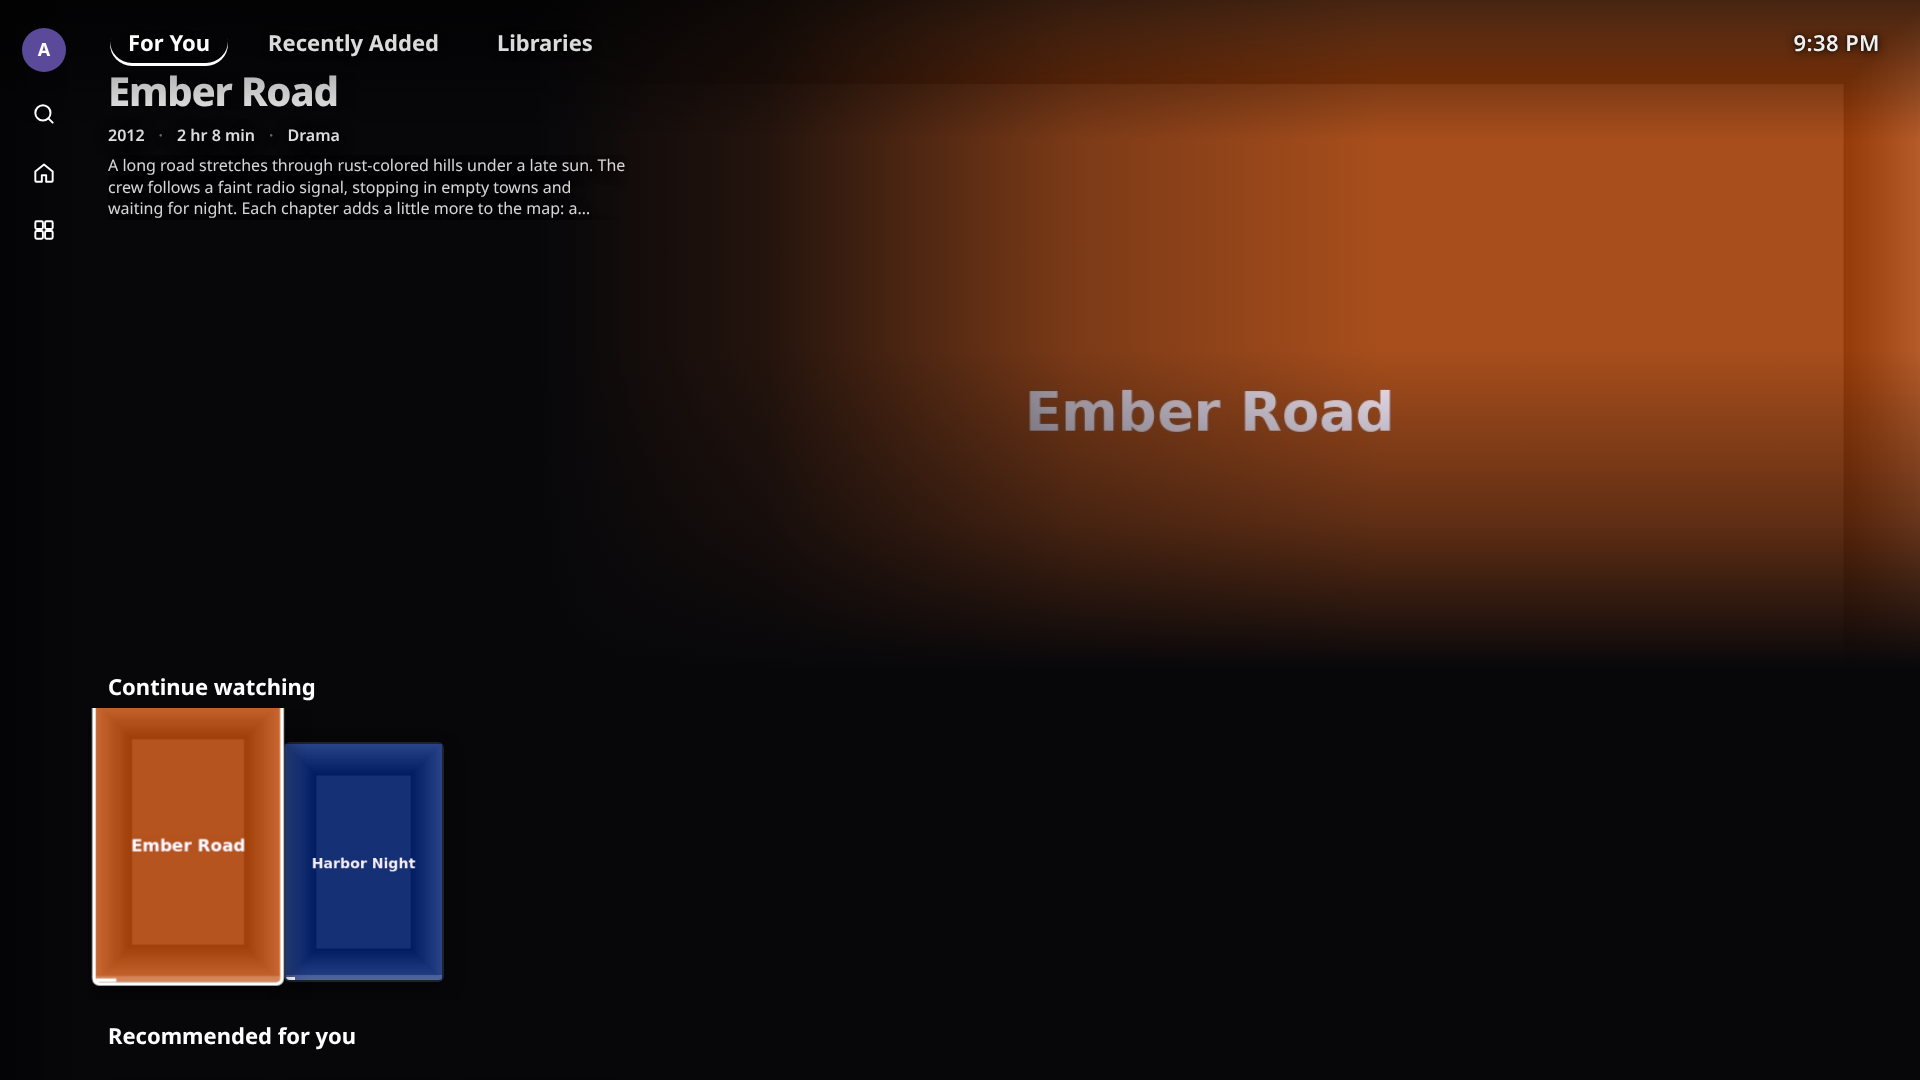 A
For You
Recently Added
Libraries
9:38 PM
Ember Road
2012 · 2 hr 8 min · Drama
A long road stretches through rust-colored hills under a late sun. The
crew follows a faint radio signal, stopping in empty towns and
waiting for night. Each chapter adds a little more to the map: a...
Ember Road
Continue watching
Ember Road
Harbor Night
Recommended for you